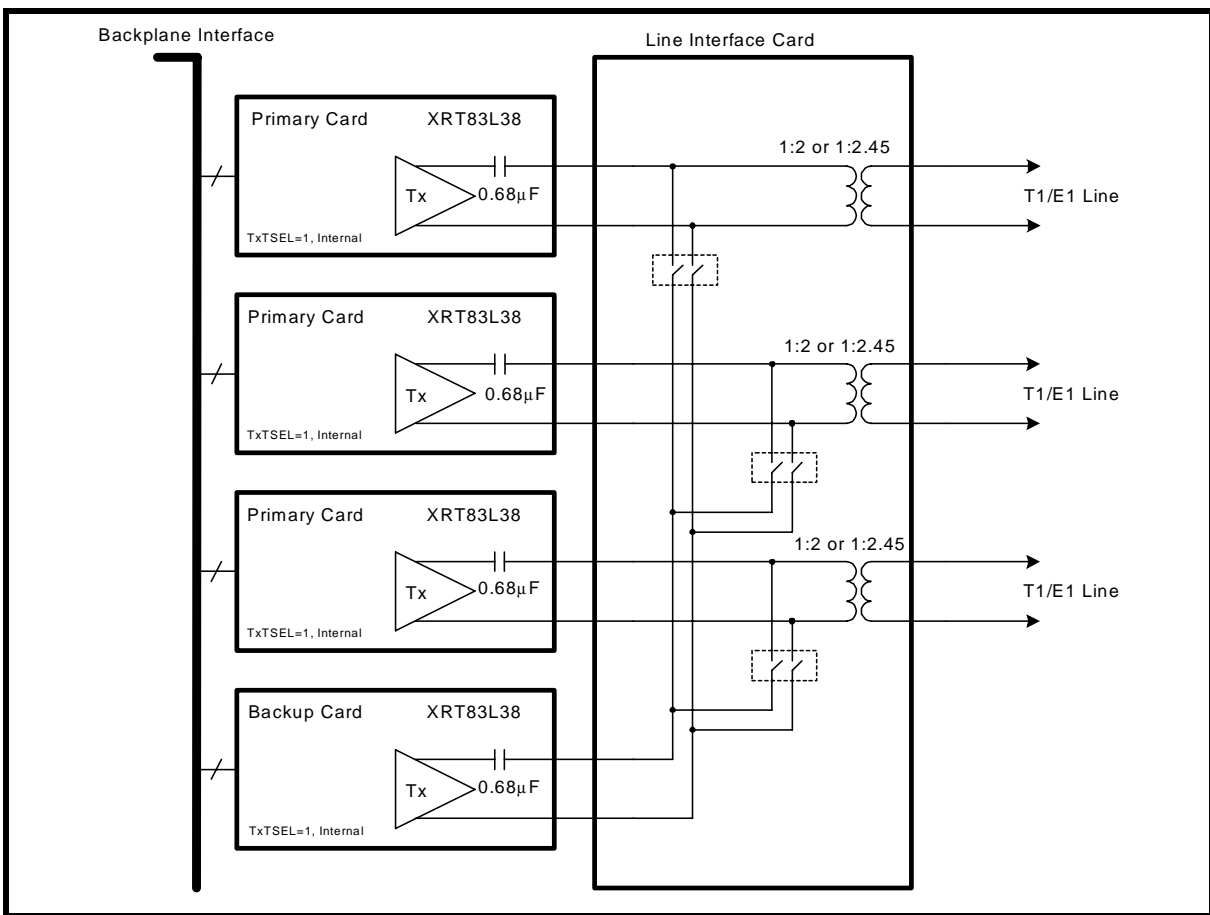 Backplane Interface
Line Interface Card
Primary Card XRT83L38
1:2 or 1:2.45
Tx
0.68μF
T1/E1 Line
TxTSEL=1, Internal
Primary Card XRT83L38
1:2 or 1:2.45
Tx
0.68μF
T1/E1 Line
TxTSEL=1, Internal
Primary Card XRT83L38
1:2 or 1:2.45
Tx
0.68μF
T1/E1 Line
TxTSEL=1, Internal
Backup Card XRT83L38
Tx
0.68μF
TxTSEL=1, Internal